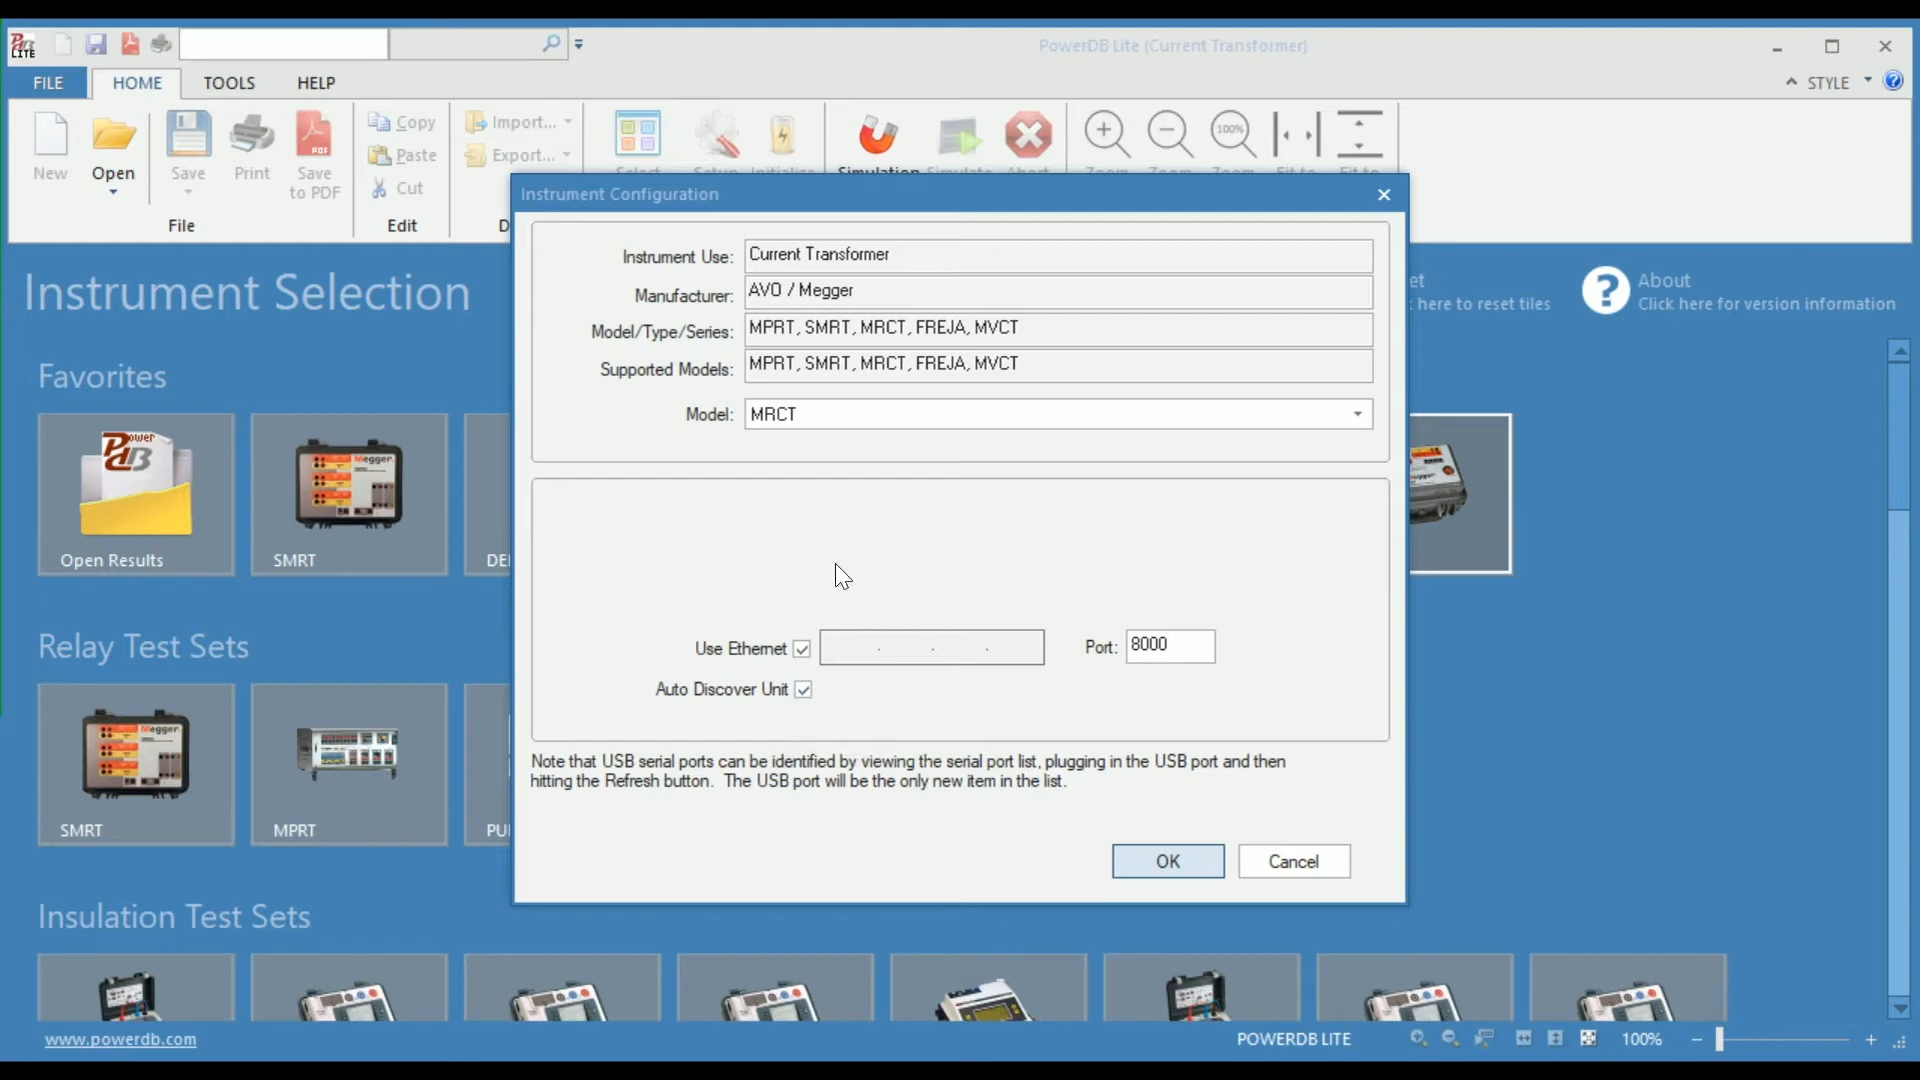 LITE
PowerDB Lite (Current Transformer)
FILE
HOME
TOOLS
HELP
STYLE
New
Open
Save
Print
Save
to PDF
Copy
Paste
Cut
Import...
Export...
100%
File
Edit
Instrument Configuration
Instrument Use:
Current Transformer
Manufacturer:
AVO / Megger
Model/Type/Series:
MPRT, SMRT, MRCT, FREJA, MVCT
Supported Models:
MPRT, SMRT, MRCT, FREJA, MVCT
Model:
MRCT
Use Ethernet
. . .
Port:
8000
Auto Discover Unit
Note that USB serial ports can be identified by viewing the serial port list, plugging in the USB port and then
hitting the Refresh button. The USB port will be the only new item in the list.
OK
Cancel
Instrument Selection
here to reset tiles
About
Click here for version information
Favorites
Open Results
SMRT
Relay Test Sets
SMRT
MPRT
Insulation Test Sets
www.powerdb.com
POWERDB LITE
100%